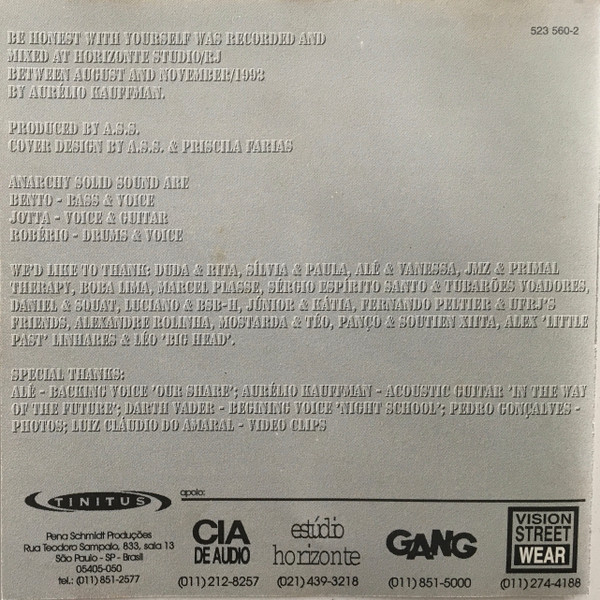 523 560-2
BE HONEST WITH YOURSELF WAS RECORDED AND
MIXED AT HORIZONTE STUDIO/RJ
BETWEEN AUGUST AND NOVEMBER/1993
BY AURÉLIO KAUFFMAN.
PRODUCED BY A.S.S.
COVER DESIGN BY A.S.S. & PRISCILA FARIAS
ANARCHY SOLID SOUND ARE
BENTO - BASS & VOICE
JOTTA - VOICE & GUITAR
ROBÉRIO - DRUMS & VOICE
WE'D LIKE TO THANK: DUDA & RITA, SÍLVIA & PAULA, ALÊ & VANESSA, JMZ & PRIMAL
THERAPY, BOBA LIMA, MARCEL PLASSE, SÉRGIO ESPÍRITO SANTO & TUBARÕES VOADORES,
DANIEL & SQUAT, LUCIANO & BSB-H, JÚNIOR & KÁTIA, FERNANDO PELTIER & UFRJ'S
FRIENDS, ALEXANDRE ROLINHA, MOSTARDA & TÉO, PANÇO & SOUTIEN XIITA, ALEX 'LITTLE
PAST' LINHARES & LÉO 'BIG HEAD'.
SPECIAL THANKS:
ALÊ - BACKING VOICE 'OUR SHARE'; AURÉLIO KAUFFMAN - ACOUSTIC GUITAR 'IN THE WAY
OF THE FUTURE'; DARTH VADER - BEGINING VOICE 'NIGHT SCHOOL'; PEDRO GONÇALVES -
PHOTOS; LUIZ CLÁUDIO DO AMARAL - VIDEO CLIPS
TINITUS
Pena Schmidt Produções
Rua Teodoro Sampaio, 833, sala 13
São Paulo - SP - Brasil
05405-050
tel.: (011) 851-2577
apoio:
CIA
DE AUDIO
(011) 212-8257
estúdio
horizonte
(021) 439-3218
GANG
(011) 851-5000
VISION
STREET
WEAR
(011) 274-4188